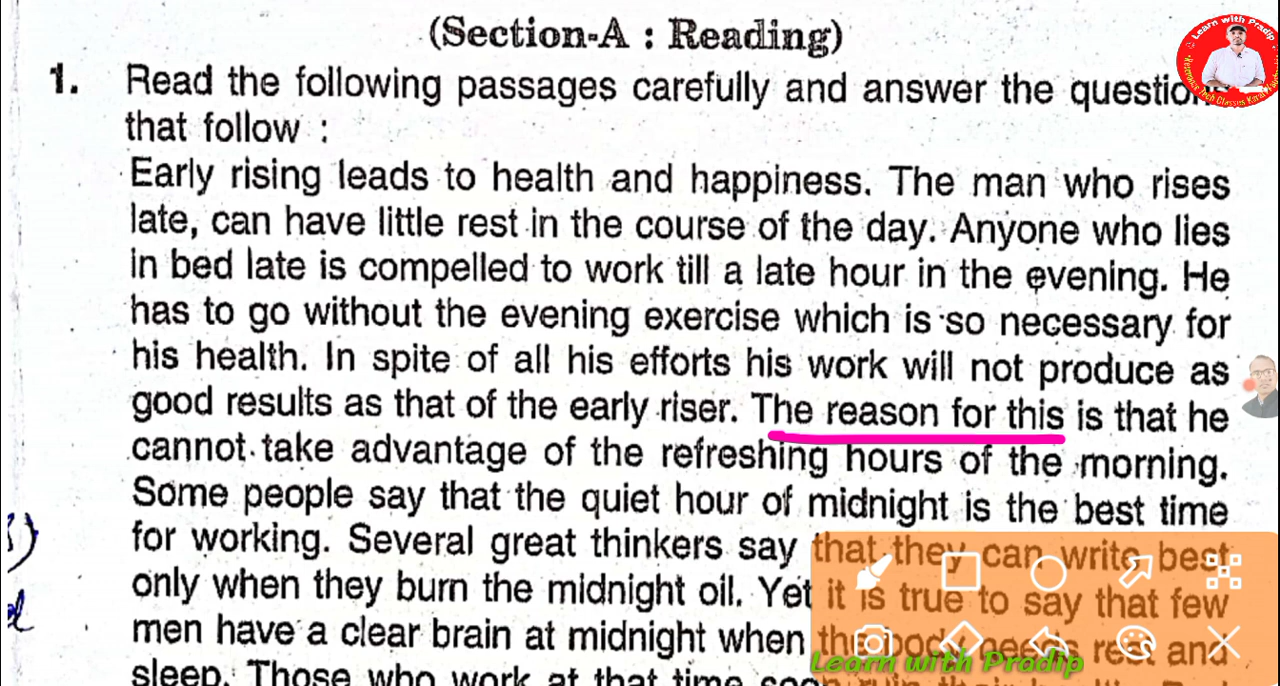 (Section-A : Reading)
1. Read the following passages carefully and answer the questions
that follow :
Early rising leads to health and happiness. The man who rises
late, can have little rest in the course of the day. Anyone who lies
in bed late is compelled to work till a late hour in the evening. He
has to go without the evening exercise which is so necessary for
his health. In spite of all his efforts his work will not produce as
good results as that of the early riser. The reason for this is that he
cannot take advantage of the refreshing hours of the morning.
Some people say that the quiet hour of midnight is the best time
for working. Several great thinkers say that they can write best
only when they burn the midnight oil. Yet it is true to say that few
men have a clear brain at midnight when the body needs rest and
sleep. Those who work at that time soon ruin their
Learn with Prodip
Learn with Pradip